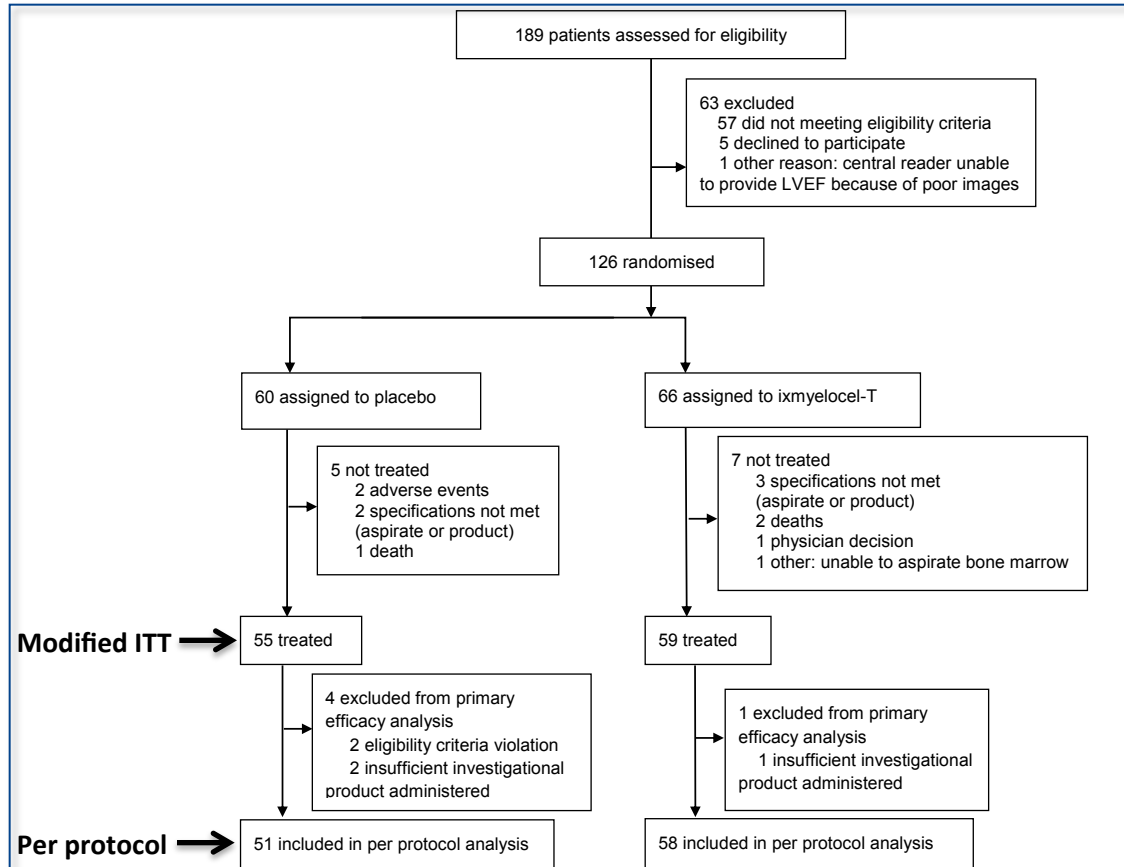 189 patients assessed for eligibility
63 excluded
57 did not meeting eligibility criteria
5 declined to participate
1 other reason: central reader unable
to provide LVEF because of poor images
126 randomised
60 assigned to placebo
66 assigned to ixmyelocel-T
5 not treated
2 adverse events
2 specifications not met
(aspirate or product)
1 death
7 not treated
3 specifications not met
(aspirate or product)
2 deaths
1 physician decision
1 other: unable to aspirate bone marrow
Modified ITT
55 treated
59 treated
4 excluded from primary
efficacy analysis
2 eligibility criteria violation
2 insufficient investigational
product administered
1 excluded from primary
efficacy analysis
1 insufficient investigational
product administered
Per protocol
51 included in per protocol analysis
58 included in per protocol analysis